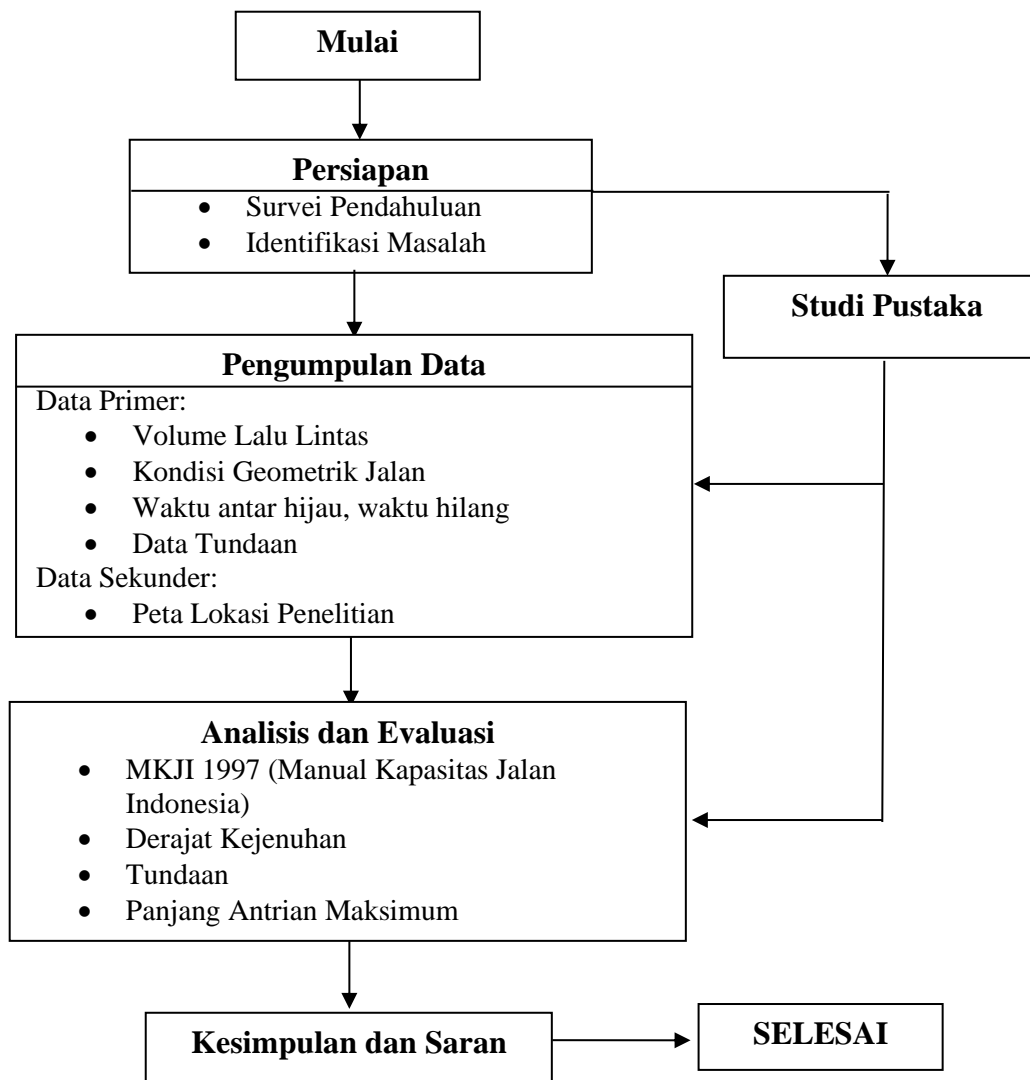 Mulai
Persiapan
• Survei Pendahuluan
• Identifikasi Masalah
Studi Pustaka
Pengumpulan Data
Data Primer:
• Volume Lalu Lintas
• Kondisi Geometrik Jalan
• Waktu antar hijau, waktu hilang
• Data Tundaan
Data Sekunder:
• Peta Lokasi Penelitian
Analisis dan Evaluasi
• MKJI 1997 (Manual Kapasitas Jalan
Indonesia)
• Derajat Kejenuhan
• Tundaan
• Panjang Antrian Maksimum
Kesimpulan dan Saran
SELESAI